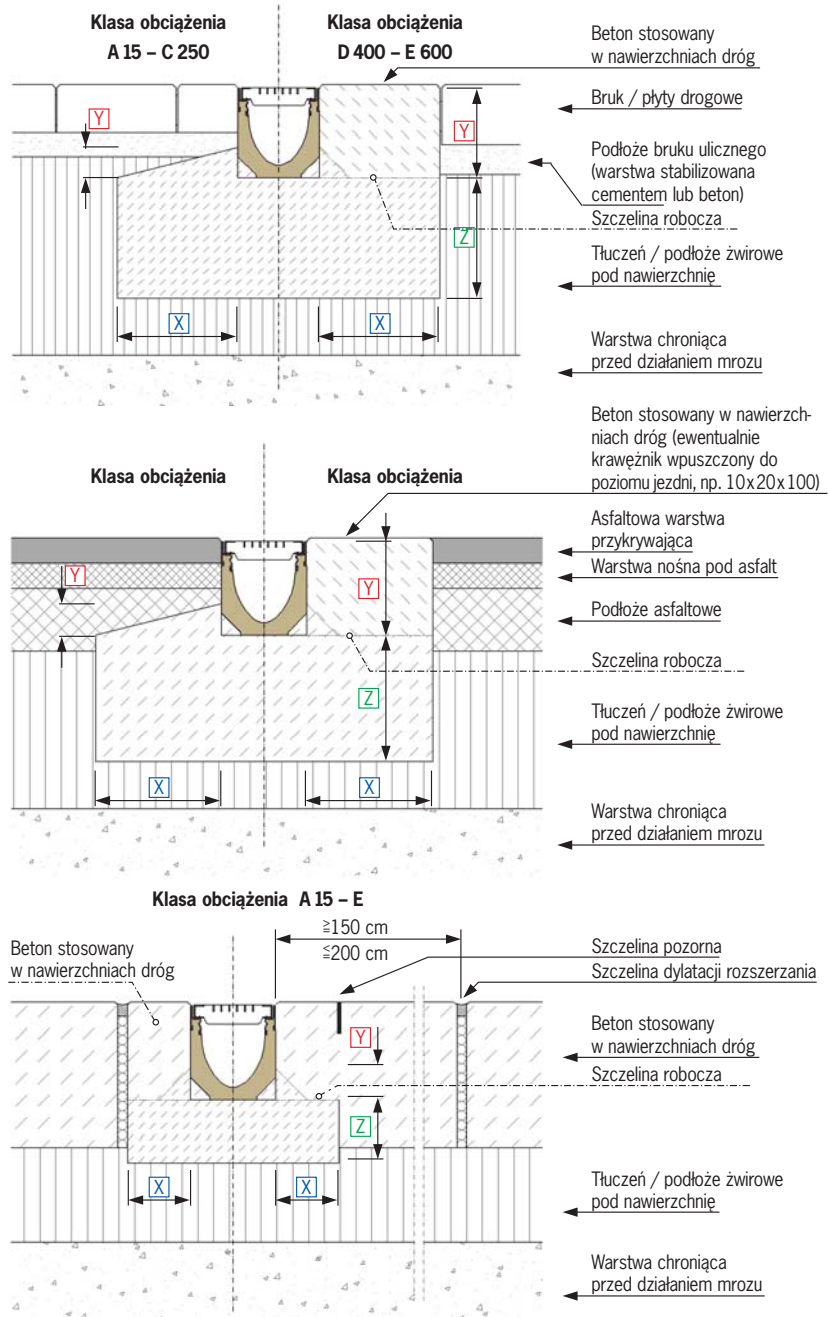 Klasa obciążenia
A 15 – C 250
Klasa obciążenia
D 400 – E 600
Beton stosowany
w nawierzchniach dróg
Bruk / płyty drogowe
Y
Y
Podłoże bruku ulicznego
(warstwa stabilizowana
cementem lub beton)
Szczelina robocza
Z
Tłuczeń / podłoże żwirowe
pod nawierzchnię
X
X
Warstwa chroniąca
przed działaniem mrozu
Beton stosowany w nawierzch-
niach dróg (ewentualnie
krawężnik wpuszczony do
poziomu jezdni, np. 10x20x100)
Klasa obciążenia
Klasa obciążenia
Asfaltowa warstwa
przykrywająca
Warstwa nośna pod asfalt
Y
Y
Podłoże asfaltowe
Szczelina robocza
Z
Tłuczeń / podłoże żwirowe
pod nawierzchnię
X
X
Warstwa chroniąca
przed działaniem mrozu
Klasa obciążenia A 15 – E
≧150 cm
≦200 cm
Beton stosowany
w nawierzchniach dróg
Szczelina pozorna
Szczelina dylatacji rozszerzania
Y
Beton stosowany
w nawierzchniach dróg
Szczelina robocza
Z
X
X
Tłuczeń / podłoże żwirowe
pod nawierzchnię
Warstwa chroniąca
przed działaniem mrozu